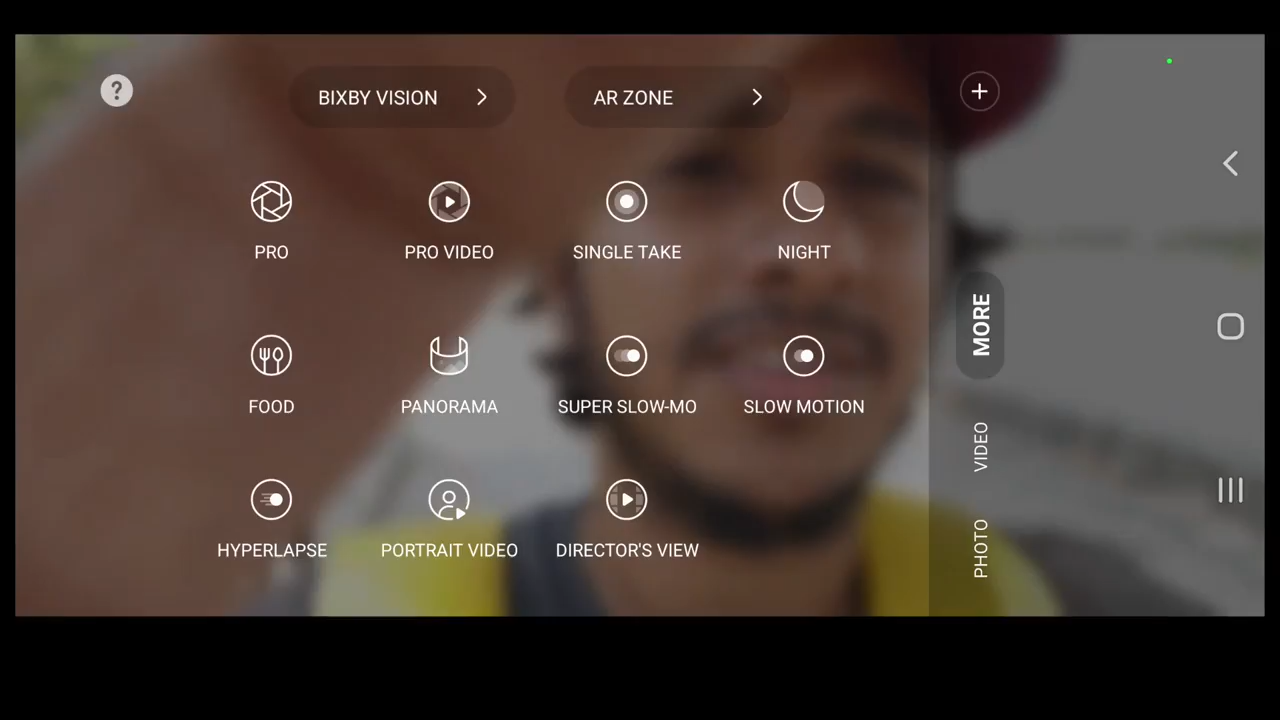 ?
BIXBY VISION
AR ZONE
PRO
PRO VIDEO
SINGLE TAKE
NIGHT
FOOD
PANORAMA
SUPER SLOW-MO
SLOW MOTION
HYPERLAPSE
PORTRAIT VIDEO
DIRECTOR'S VIEW
MORE
VIDEO
PHOTO